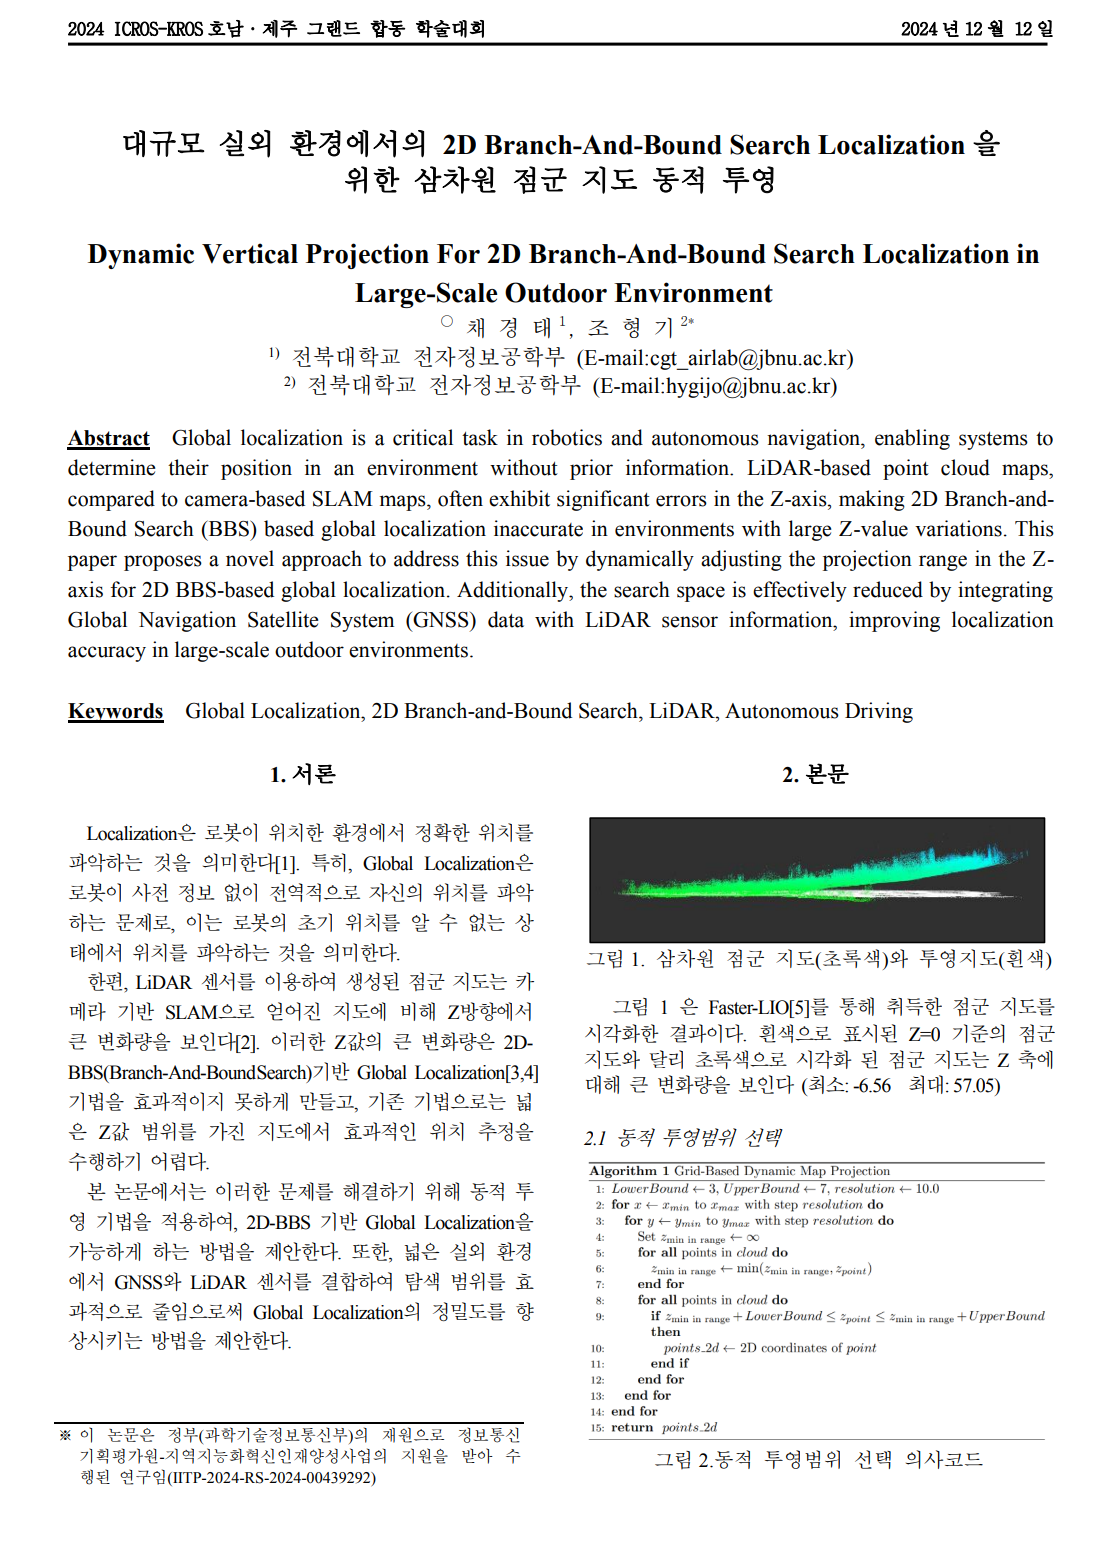 2024 ICROS-KROS 호남 · 제주 그랜드 합동 학술대회
2024 년 12 월 12 일
대규모 실외 환경에서의 2D Branch-And-Bound Search Localization 을
위한 삼차원 점군 지도 동적 투영
Dynamic Vertical Projection For 2D Branch-And-Bound Search Localization in
Large-Scale Outdoor Environment
○ 채 경 태 1, 조 형 기 2*
1) 전북대학교 전자정보공학부 (E-mail:cgt_airlab@jbnu.ac.kr)
2) 전북대학교 전자정보공학부 (E-mail:hygijo@jbnu.ac.kr)
Abstract Global localization is a critical task in robotics and autonomous navigation, enabling systems to
determine their position in an environment without prior information. LiDAR-based point cloud maps,
compared to camera-based SLAM maps, often exhibit significant errors in the Z-axis, making 2D Branch-and-
Bound Search (BBS) based global localization inaccurate in environments with large Z-value variations. This
paper proposes a novel approach to address this issue by dynamically adjusting the projection range in the Z-
axis for 2D BBS-based global localization. Additionally, the search space is effectively reduced by integrating
Global Navigation Satellite System (GNSS) data with LiDAR sensor information, improving localization
accuracy in large-scale outdoor environments.
Keywords Global Localization, 2D Branch-and-Bound Search, LiDAR, Autonomous Driving
1. 서론
Localization은 로봇이 위치한 환경에서 정확한 위치를
파악하는 것을 의미한다[1]. 특히, Global Localization은
로봇이 사전 정보 없이 전역적으로 자신의 위치를 파악
하는 문제로, 이는 로봇의 초기 위치를 알 수 없는 상
태에서 위치를 파악하는 것을 의미한다.
한편, LiDAR 센서를 이용하여 생성된 점군 지도는 카
메라 기반 SLAM으로 얻어진 지도에 비해 Z방향에서
큰 변화량을 보인다[2]. 이러한 Z값의 큰 변화량은 2D-
BBS(Branch-And-Bound Search)기반 Global Localization[3,4]
기법을 효과적이지 못하게 만들고, 기존 기법으로는 넓
은 Z값 범위를 가진 지도에서 효과적인 위치 추정을
수행하기 어렵다.
본 논문에서는 이러한 문제를 해결하기 위해 동적 투
영 기법을 적용하여, 2D-BBS 기반 Global Localization을
가능하게 하는 방법을 제안한다. 또한, 넓은 실외 환경
에서 GNSS와 LiDAR 센서를 결합하여 탐색 범위를 효
과적으로 줄임으로써 Global Localization의 정밀도를 향
상시키는 방법을 제안한다.
※ 이 논문은 정부(과학기술정보통신부)의 재원으로 정보통신
기획평가원-지역지능화혁신인재양성사업의 지원을 받아 수
행된 연구임(IITP-2024-RS-2024-00439292)
2. 본문
그림 1. 삼차원 점군 지도(초록색)와 투영지도(흰색)
그림 1 은 Faster-LIO[5]를 통해 취득한 점군 지도를
시각화한 결과이다. 흰색으로 표시된 Z=0 기준의 점군
지도와 달리 초록색으로 시각화 된 점군 지도는 Z 축에
대해 큰 변화량을 보인다 (최소: -6.56 최대: 57.05)
2.1 동적 투영범위 선택
Algorithm 1 Grid-Based Dynamic Map Projection
1: LowerBound ← 3, UpperBound ← 7, resolution ← 10.0
2: for x ← xmin to xmax with step resolution do
3: for y ← ymin to ymax with step resolution do
4: Set zmin in range ← ∞
5: for all points in cloud do
6: zmin in range ← min(zmin in range, zpoint)
7: end for
8: for all points in cloud do
9: if zmin in range + LowerBound ≤ zpoint ≤ zmin in range + UpperBound
then
10: points_2d ← 2D coordinates of point
11: end if
12: end for
13: end for
14: end for
15: return points_2d
그림 2.동적 투영범위 선택 의사코드